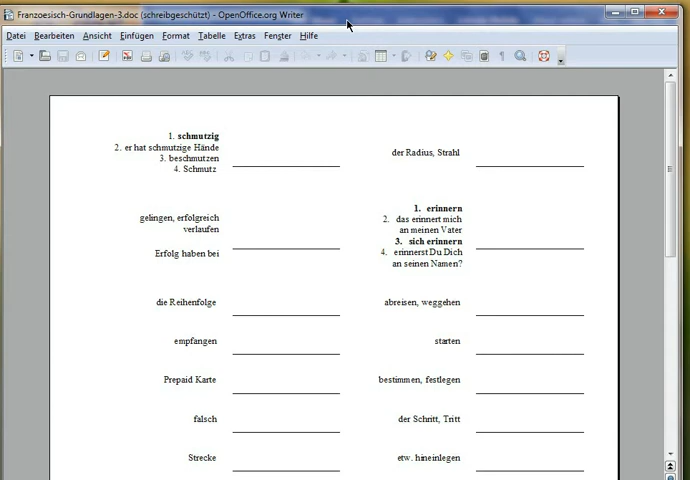 Franzoesisch-Grundlagen-3.doc (schreibgeschützt) - OpenOffice.org Writer
Datei Bearbeiten Ansicht Einfügen Format Tabelle Extras Fenster Hilfe
1. schmutzig
2. er hat schmutzige Hände
3. beschmutzen
4. Schmutz
der Radius, Strahl
gelingen, erfolgreich
verlaufen
Erfolg haben bei
1. erinnern
2. das erinnert mich
an meinen Vater
3. sich erinnern
4. erinnerst Du Dich
an seinen Namen?
die Reihenfolge
abreisen, weggehen
empfangen
starten
Prepaid Karte
bestimmen, festlegen
falsch
der Schritt, Tritt
Strecke
etw. hineinlegen